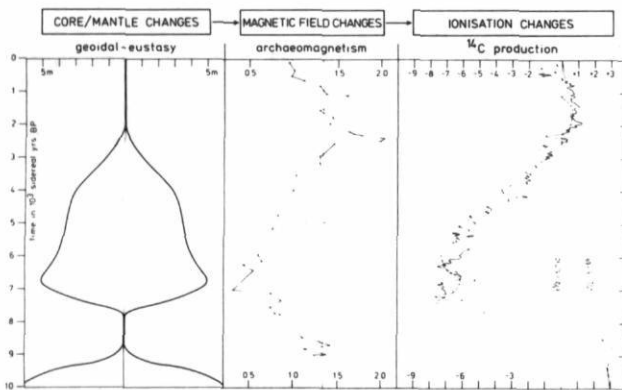 CORE/MANTLE CHANGES MAGNETIC FIELD CHANGES IONISATION CHANGES
geoidal-eustasy archaeomagnetism ¹⁴C production
5m 5m 0.5 1.5 2.0 -9 -7 -6 -5 -4 -3 -2 -1 +1 +2 +3
0
1
2
3
4
5
6
7
8
9
10
time in 10³ sidereal yrs BP
0.5 1.0 1.5 2.0 -9 -6 -3